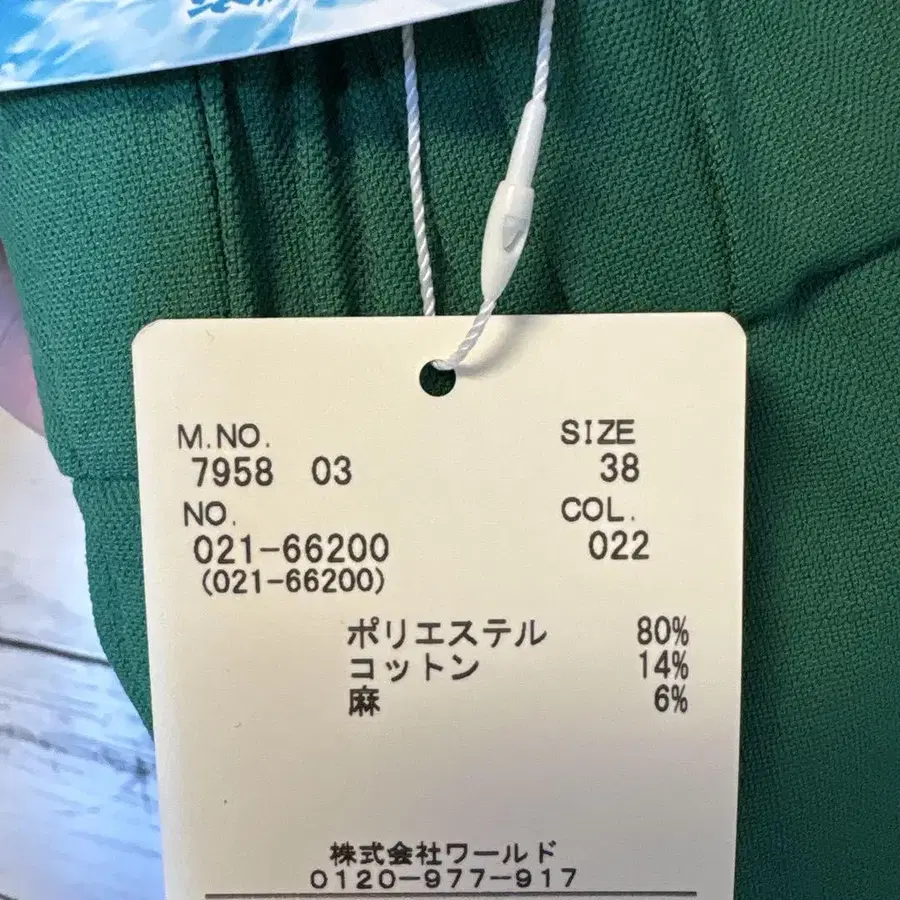 M.NO. SIZE
7958 03 38
NO. COL.
021-66200 022
(021-66200)
ポリエステル 80%
コットン 14%
麻 6%
株式会社ワールド
0120-977-917